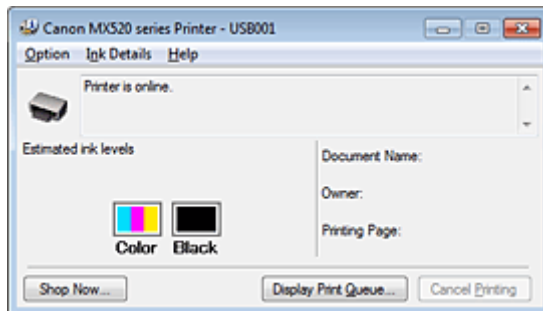 Canon MX520 series Printer - USB001
Option Ink Details Help
Printer is online.
Estimated ink levels
Document Name:
Owner:
Printing Page:
Color Black
Shop Now... Display Print Queue... Cancel Printing